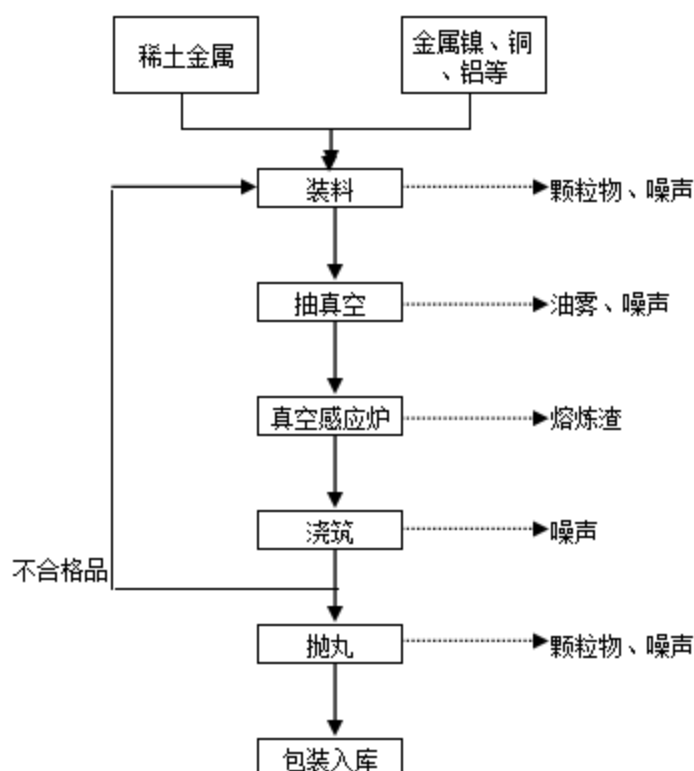 稀土金属
金属镍、铜
、铝等
装料
颗粒物、噪声
抽真空
油雾、噪声
真空感应炉
熔炼渣
浇筑
噪声
不合格品
抛丸
颗粒物、噪声
包装入库